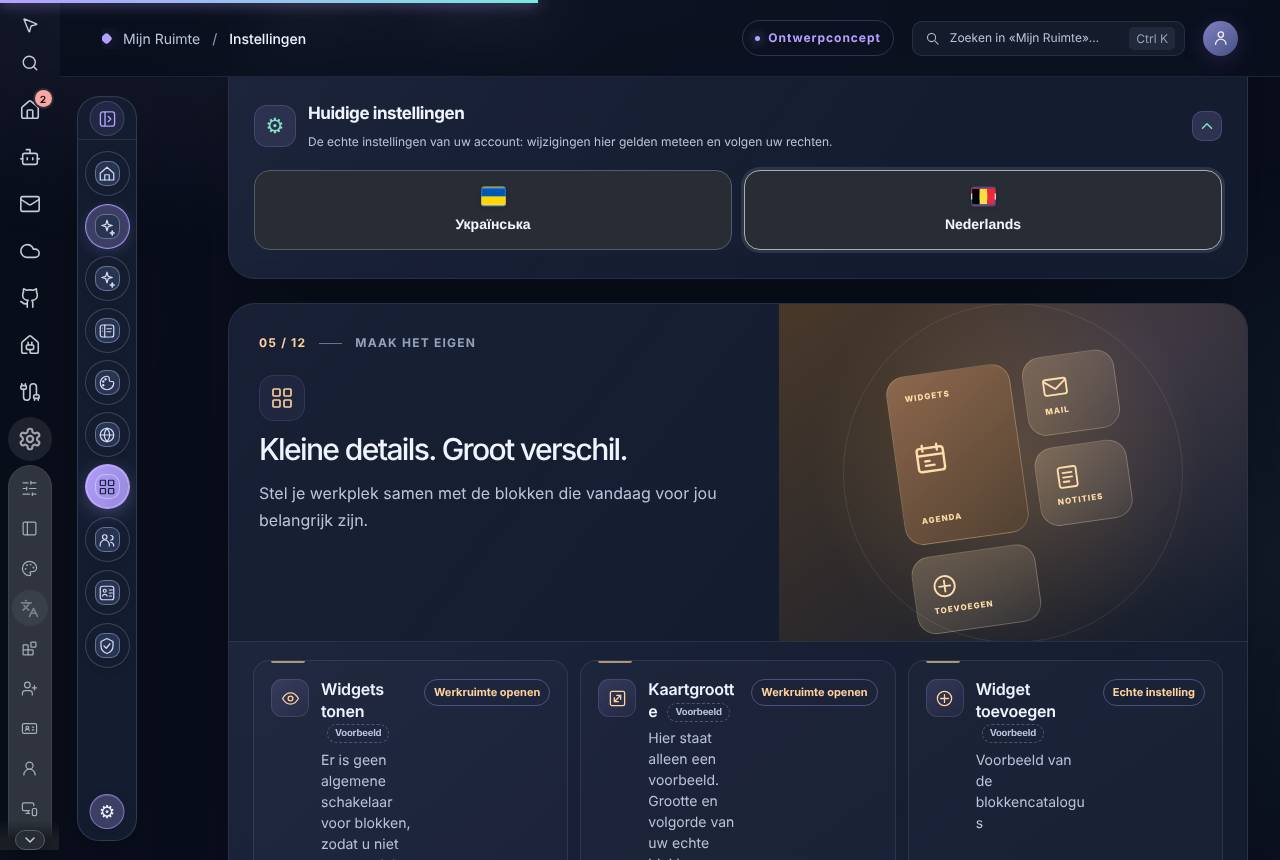 Mijn Ruimte / Instellingen
Ontwerpconcept
Zoeken in «Mijn Ruimte»...
Ctrl K
2
Huidige instellingen
De echte instellingen van uw account: wijzigingen hier gelden meteen en volgen uw rechten.
Українська
Nederlands
05 / 12
MAAK HET EIGEN
Kleine details. Groot verschil.
Stel je werkplek samen met de blokken die vandaag voor jou
belangrijk zijn.
WIDGETS
AGENDA
MAIL
NOTITIES
TOEVOEGEN
Widgets
tonen
Voorbeeld
Werkruimte openen
Er is geen
algemene
schakelaar
voor blokken,
zodat u niet
Kaartgroott
e Voorbeeld
Werkruimte openen
Hier staat
alleen een
voorbeeld.
Grootte en
volgorde van
uw echte
Widget
toevoegen
Voorbeeld
Echte instelling
Voorbeeld van
de
blokkencatalogu
s